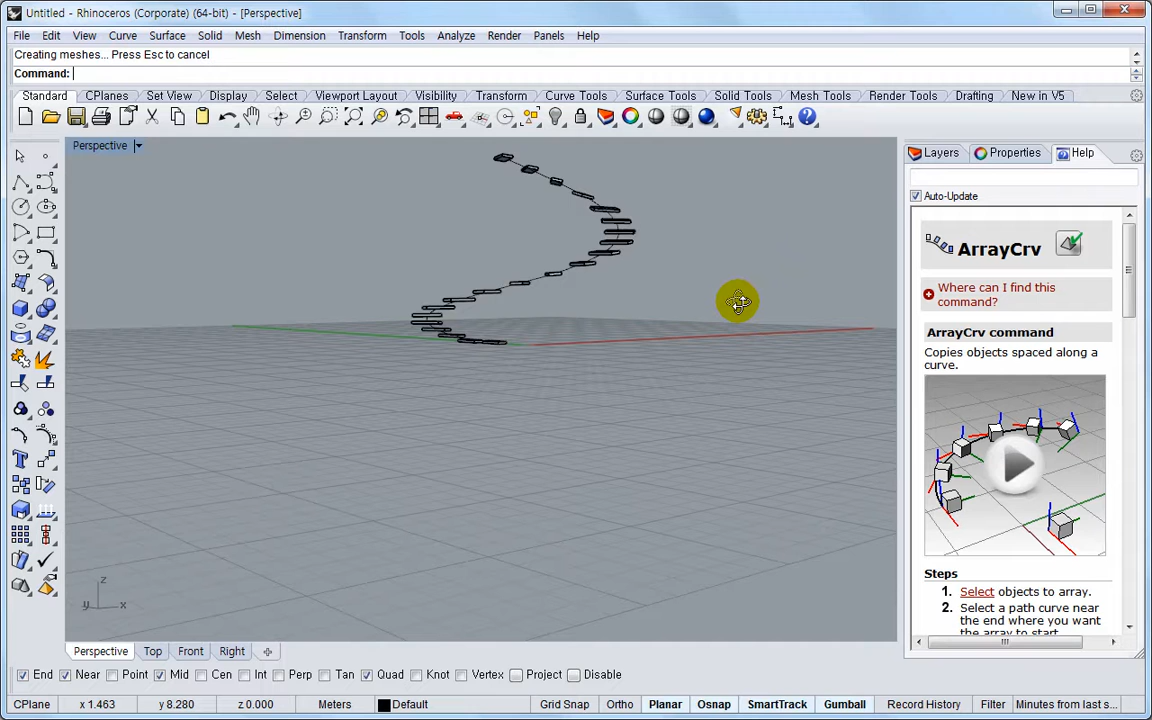 Untitled - Rhinoceros (Corporate) (64-bit) - [Perspective]
File Edit View Curve Surface Solid Mesh Dimension Transform Tools Analyze Render Panels Help
Creating meshes... Press Esc to cancel
Command:
Standard CPlanes Set View Display Select Viewport Layout Visibility Transform Curve Tools Surface Tools Solid Tools Mesh Tools Render Tools Drafting New in V5
Perspective
Layers Properties Help
Auto-Update
ArrayCrv
Where can I find this
command?
ArrayCrv command
Copies objects spaced along a
curve.
Steps
1. Select objects to array.
2. Select a path curve near
the end where you want
the array to start
z
y x
Perspective Top Front Right
End Near Point Mid Cen Int Perp Tan Quad Knot Vertex Project Disable
CPlane x 1.463 y 8.280 z 0.000 Meters Default Grid Snap Ortho Planar Osnap SmartTrack Gumball Record History Filter Minutes from last s...